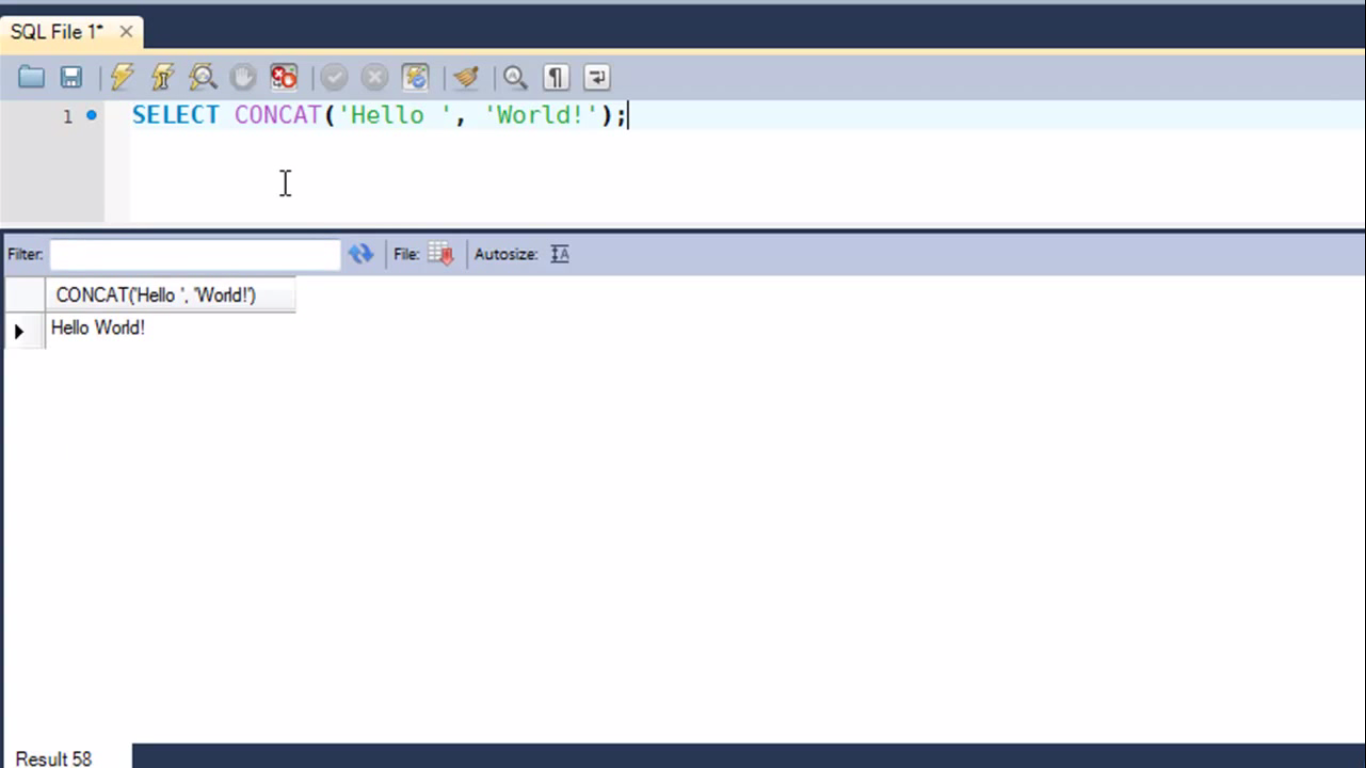 SQL File 1*
1 SELECT CONCAT('Hello ', 'World!');
Filter: File: Autosize:
CONCAT('Hello ', 'World!')
Hello World!
Result 58